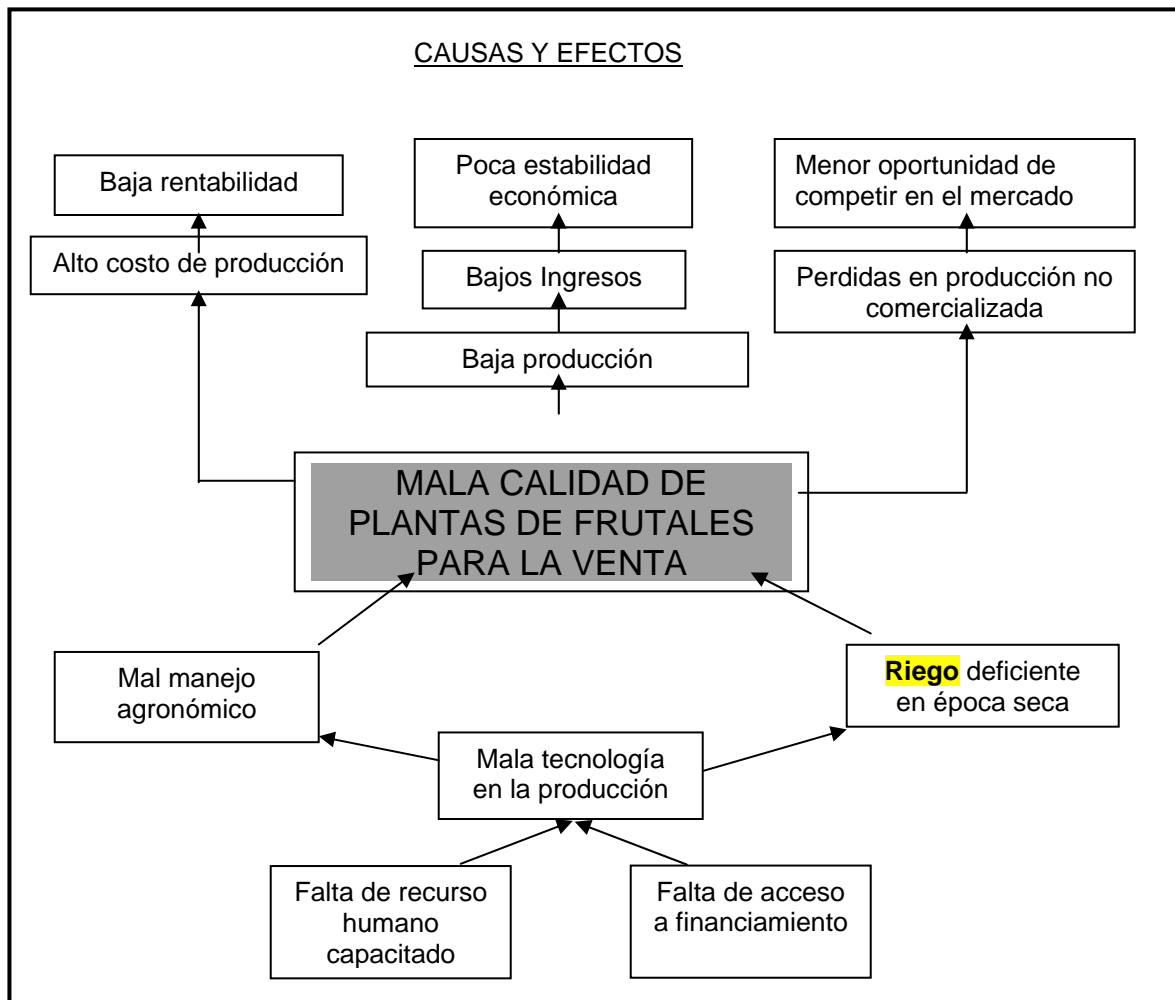 CAUSAS Y EFECTOS
Baja rentabilidad
Poca estabilidad
económica
Menor oportunidad de
competir en el mercado
Alto costo de producción
Bajos Ingresos
Perdidas en producción no
comercializada
Baja producción
MALA CALIDAD DE
PLANTAS DE FRUTALES
PARA LA VENTA
Mal manejo
agronómico
Riego deficiente
en época seca
Mala tecnología
en la producción
Falta de recurso
humano
capacitado
Falta de acceso
a financiamiento